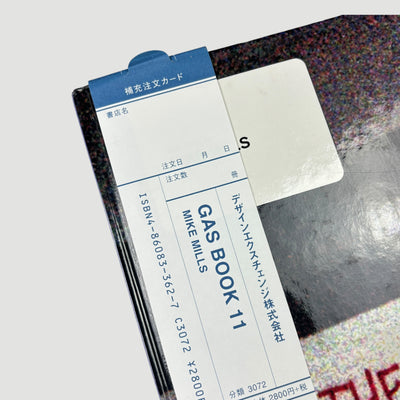 補充注文カード
書店名
注文日 月 日
注文数 冊
デザインエクスチェンジ株式会社
GAS BOOK 11
MIKE MILLS
ISBN4-86083-362-7 C3072 ¥2800
分類 3072
2800円+税
S
THE